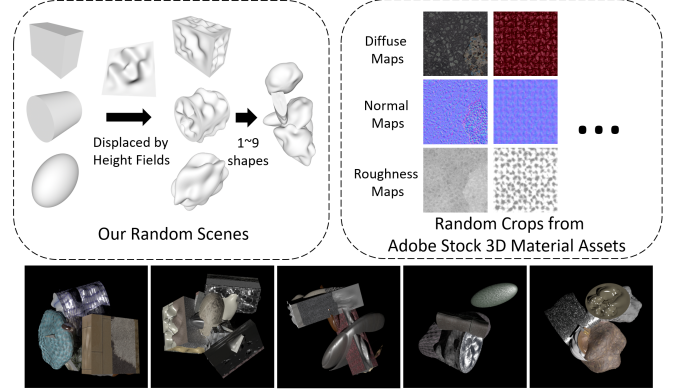 Displaced by
Height Fields
1~9
shapes
Our Random Scenes
Diffuse
Maps
Normal
Maps
Roughness
Maps
...
Random Crops from
Adobe Stock 3D Material Assets